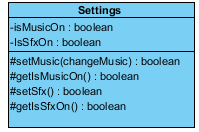 Settings
-isMusicOn : boolean
-IsSfxOn : boolean
#setMusic(changeMusic) : boolean
#getIsMusicOn() : boolean
#setSfx() : boolean
#getIsSfxOn() : boolean